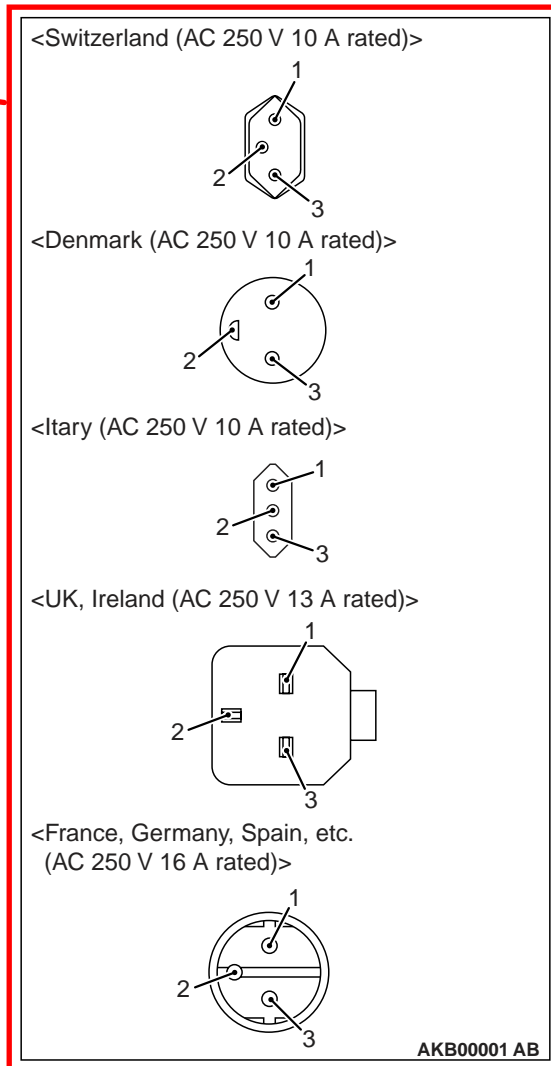 <Switzerland (AC 250 V 10 A rated)>
1
2
3
<Denmark (AC 250 V 10 A rated)>
1
2
3
<Itary (AC 250 V 10 A rated)>
1
2
3
<UK, Ireland (AC 250 V 13 A rated)>
1
2
3
<France, Germany, Spain, etc.
(AC 250 V 16 A rated)>
1
2
3
AKB00001 AB